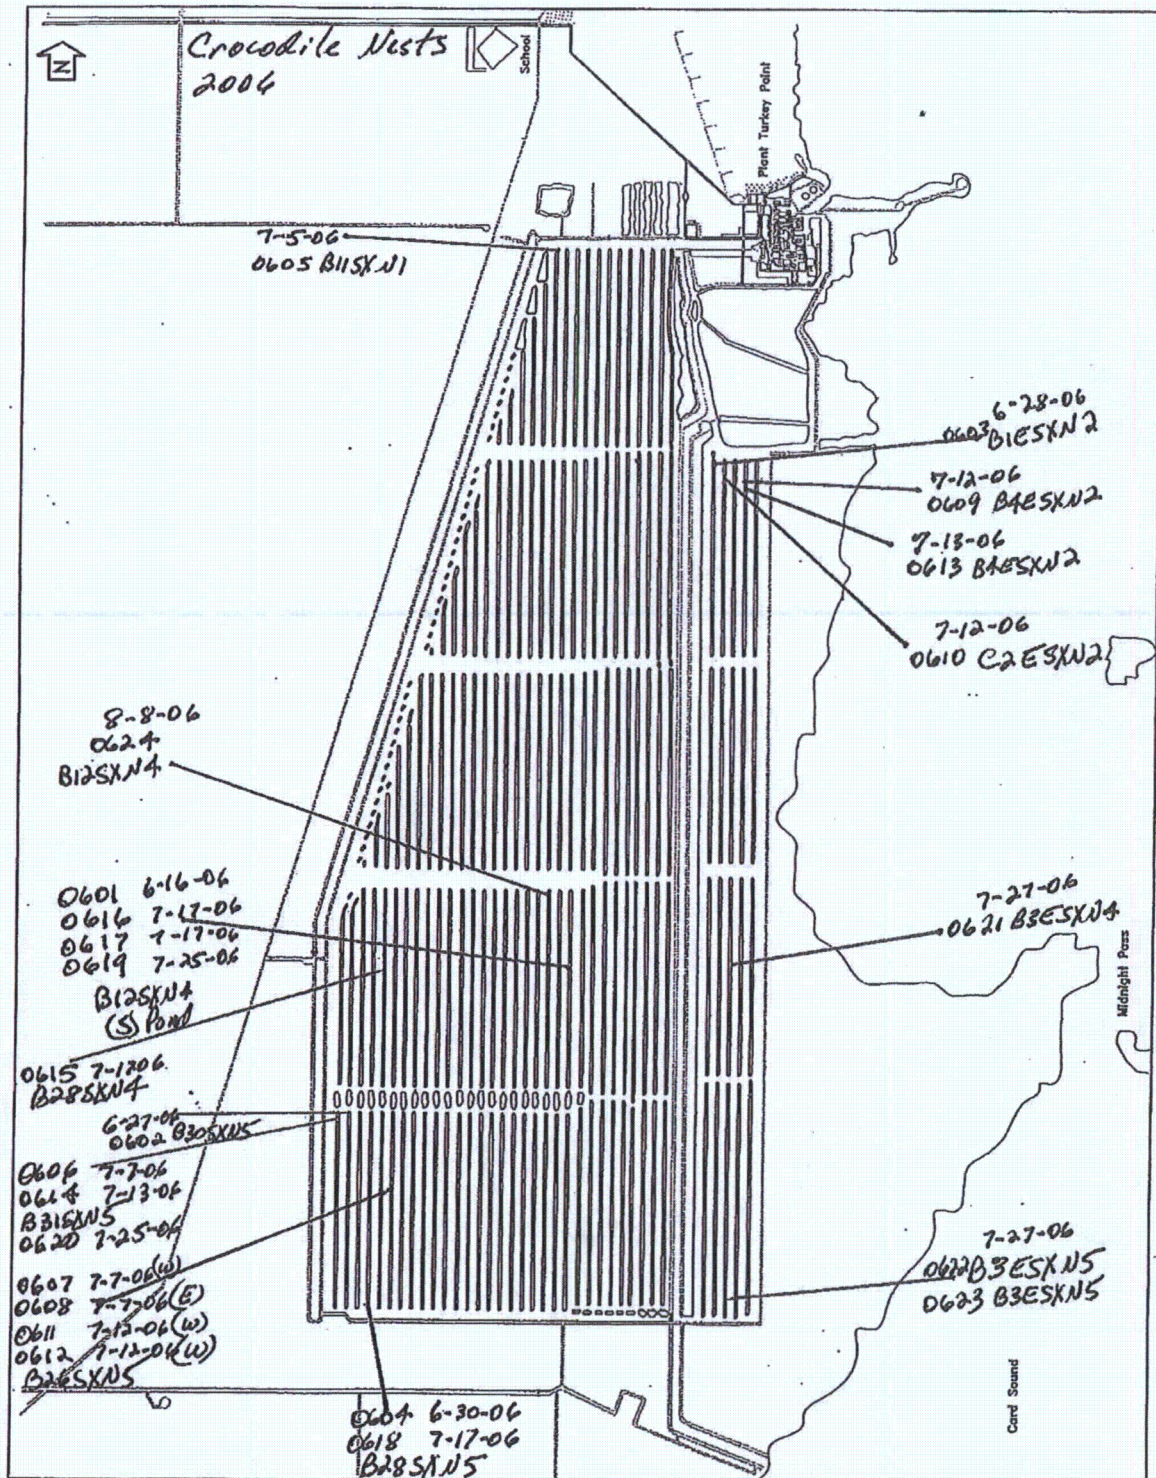 Crocodile Nests
2006
N
School
Plant Turkey Point
7-5-06
0605 B11SXN1
6-28-06
0603 B1ESXN2
7-12-06
0609 B4ESXN2
7-13-06
0613 B4ESXN2
7-12-06
0610 C2ESXN2
8-8-06
0624
B12SXN4
0601 6-16-06
0616 7-17-06
0617 7-17-06
0619 7-25-06
B12SXN4
(S) Pond
7-27-06
0621 B3ESXN4
Midnight Pass
0615 7-1206
B28SXN4
6-27-06
0602 B30SXN5
0606 7-7-06
0614 7-13-06
B31SXN5
0620 7-25-06
0607 7-7-06(W)
0608 7-7-06(E)
0611 7-12-06(W)
0612 7-12-06(W)
B26SXN5
7-27-06
0622B3ESXN5
0623 B3ESXN5
0604 6-30-06
0618 7-17-06
B28SXN5
Card Sound